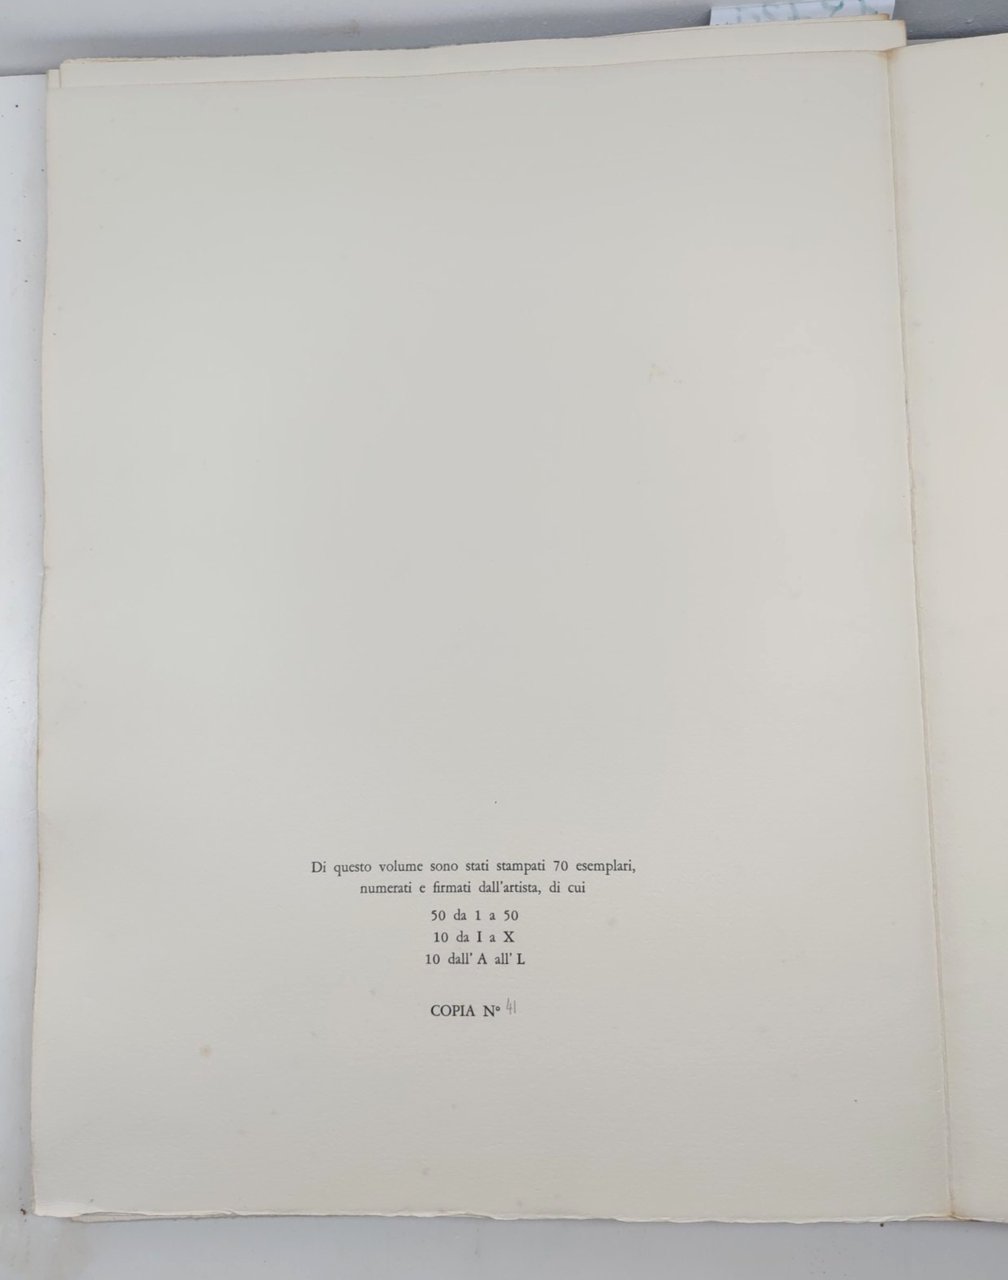 Di questo volume sono stati stampati 70 esemplari,
numerati e firmati dall'artista, di cui
50 da 1 a 50
10 da I a X
10 dall' A all' L
COPIA N° 41